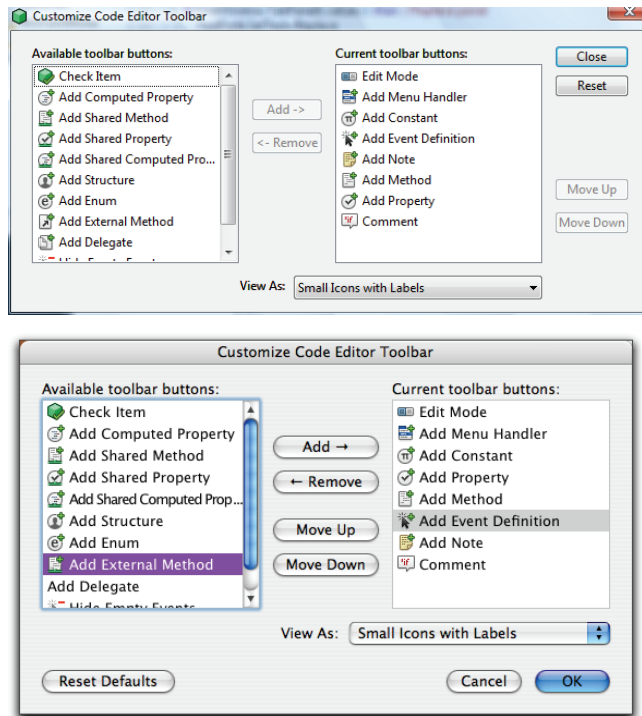 Customize Code Editor Toolbar
Available toolbar buttons:
Check Item
Add Computed Property
Add Shared Method
Add Shared Property
Add Shared Computed Pro...
Add Structure
Add Enum
Add External Method
Add Delegate
Hide Empty Events
Add ->
<- Remove
Current toolbar buttons:
Edit Mode
Add Menu Handler
Add Constant
Add Event Definition
Add Note
Add Method
Add Property
Comment
Close
Reset
Move Up
Move Down
View As: Small Icons with Labels
Customize Code Editor Toolbar
Available toolbar buttons:
Check Item
Add Computed Property
Add Shared Method
Add Shared Property
Add Shared Computed Prop...
Add Structure
Add Enum
Add External Method
Add Delegate
Hide Empty Events
Add →
← Remove
Move Up
Move Down
Current toolbar buttons:
Edit Mode
Add Menu Handler
Add Constant
Add Property
Add Method
Add Event Definition
Add Note
Comment
View As: Small Icons with Labels
Reset Defaults
Cancel
OK